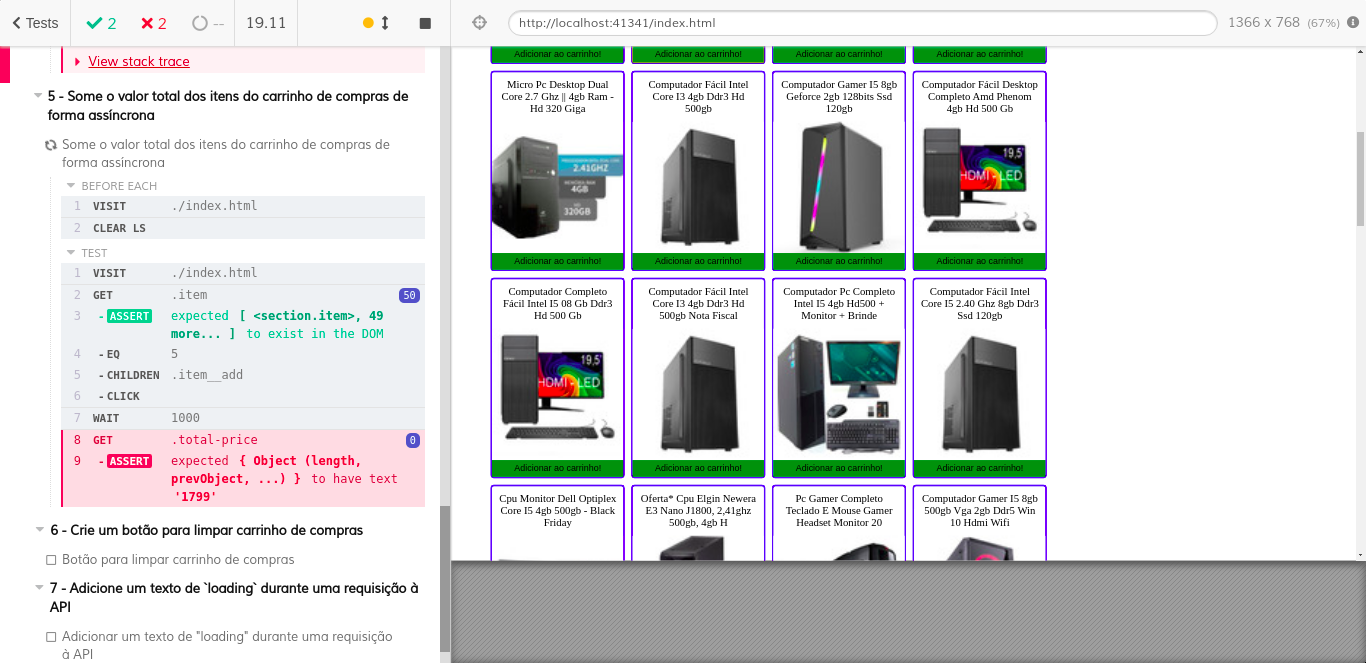 Tests
2
2
--
19.11
http://localhost:41341/index.html
1366 x 768 (67%)
View stack trace
5 - Some o valor total dos itens do carrinho de compras de
forma assíncrona
Some o valor total dos itens do carrinho de compras de
forma assíncrona
BEFORE EACH
1 VISIT ./index.html
2 CLEAR LS
TEST
1 VISIT ./index.html
2 GET .item 50
3 - ASSERT expected [ <section.item>, 49
more... ] to exist in the DOM
4 - EQ 5
5 - CHILDREN .item__add
6 - CLICK
7 WAIT 1000
8 GET .total-price 0
9 - ASSERT expected { Object (length,
prevObject, ...) } to have text
'1799'
6 - Crie um botão para limpar carrinho de compras
Botão para limpar carrinho de compras
7 - Adicione um texto de `loading` durante uma requisição à
API
Adicionar um texto de "loading" durante uma requisição
à API
Adicionar ao carrinho!
Adicionar ao carrinho!
Adicionar ao carrinho!
Adicionar ao carrinho!
Micro Pc Desktop Dual
Core 2.7 Ghz || 4gb Ram -
Hd 320 Giga
2.41GHZ
4GB
320GB
Adicionar ao carrinho!
Computador Fácil Intel
Core I3 4gb Ddr3 Hd
500gb
Adicionar ao carrinho!
Computador Gamer I5 8gb
Geforce 2gb 128bits Ssd
120gb
Adicionar ao carrinho!
Computador Fácil Desktop
Completo Amd Phenom
4gb Hd 500 Gb
19,5"
HDMI - LED
Adicionar ao carrinho!
Computador Completo
Fácil Intel I5 08 Gb Ddr3
Hd 500 Gb
19,5"
HDMI - LED
Adicionar ao carrinho!
Computador Fácil Intel
Core I3 4gb Ddr3 Hd
500gb Nota Fiscal
Adicionar ao carrinho!
Computador Pc Completo
Intel I5 4gb Hd500 +
Monitor + Brinde
Adicionar ao carrinho!
Computador Fácil Intel
Core I5 2.40 Ghz 8gb Ddr3
Ssd 120gb
Adicionar ao carrinho!
Cpu Monitor Dell Optiplex
Core I5 4gb 500gb - Black
Friday
Oferta* Cpu Elgin Newera
E3 Nano J1800, 2,41ghz
500gb, 4gb H
Pc Gamer Completo
Teclado E Mouse Gamer
Headset Monitor 20
Computador Gamer I5 8gb
500gb Vga 2gb Ddr5 Win
10 Hdmi Wifi